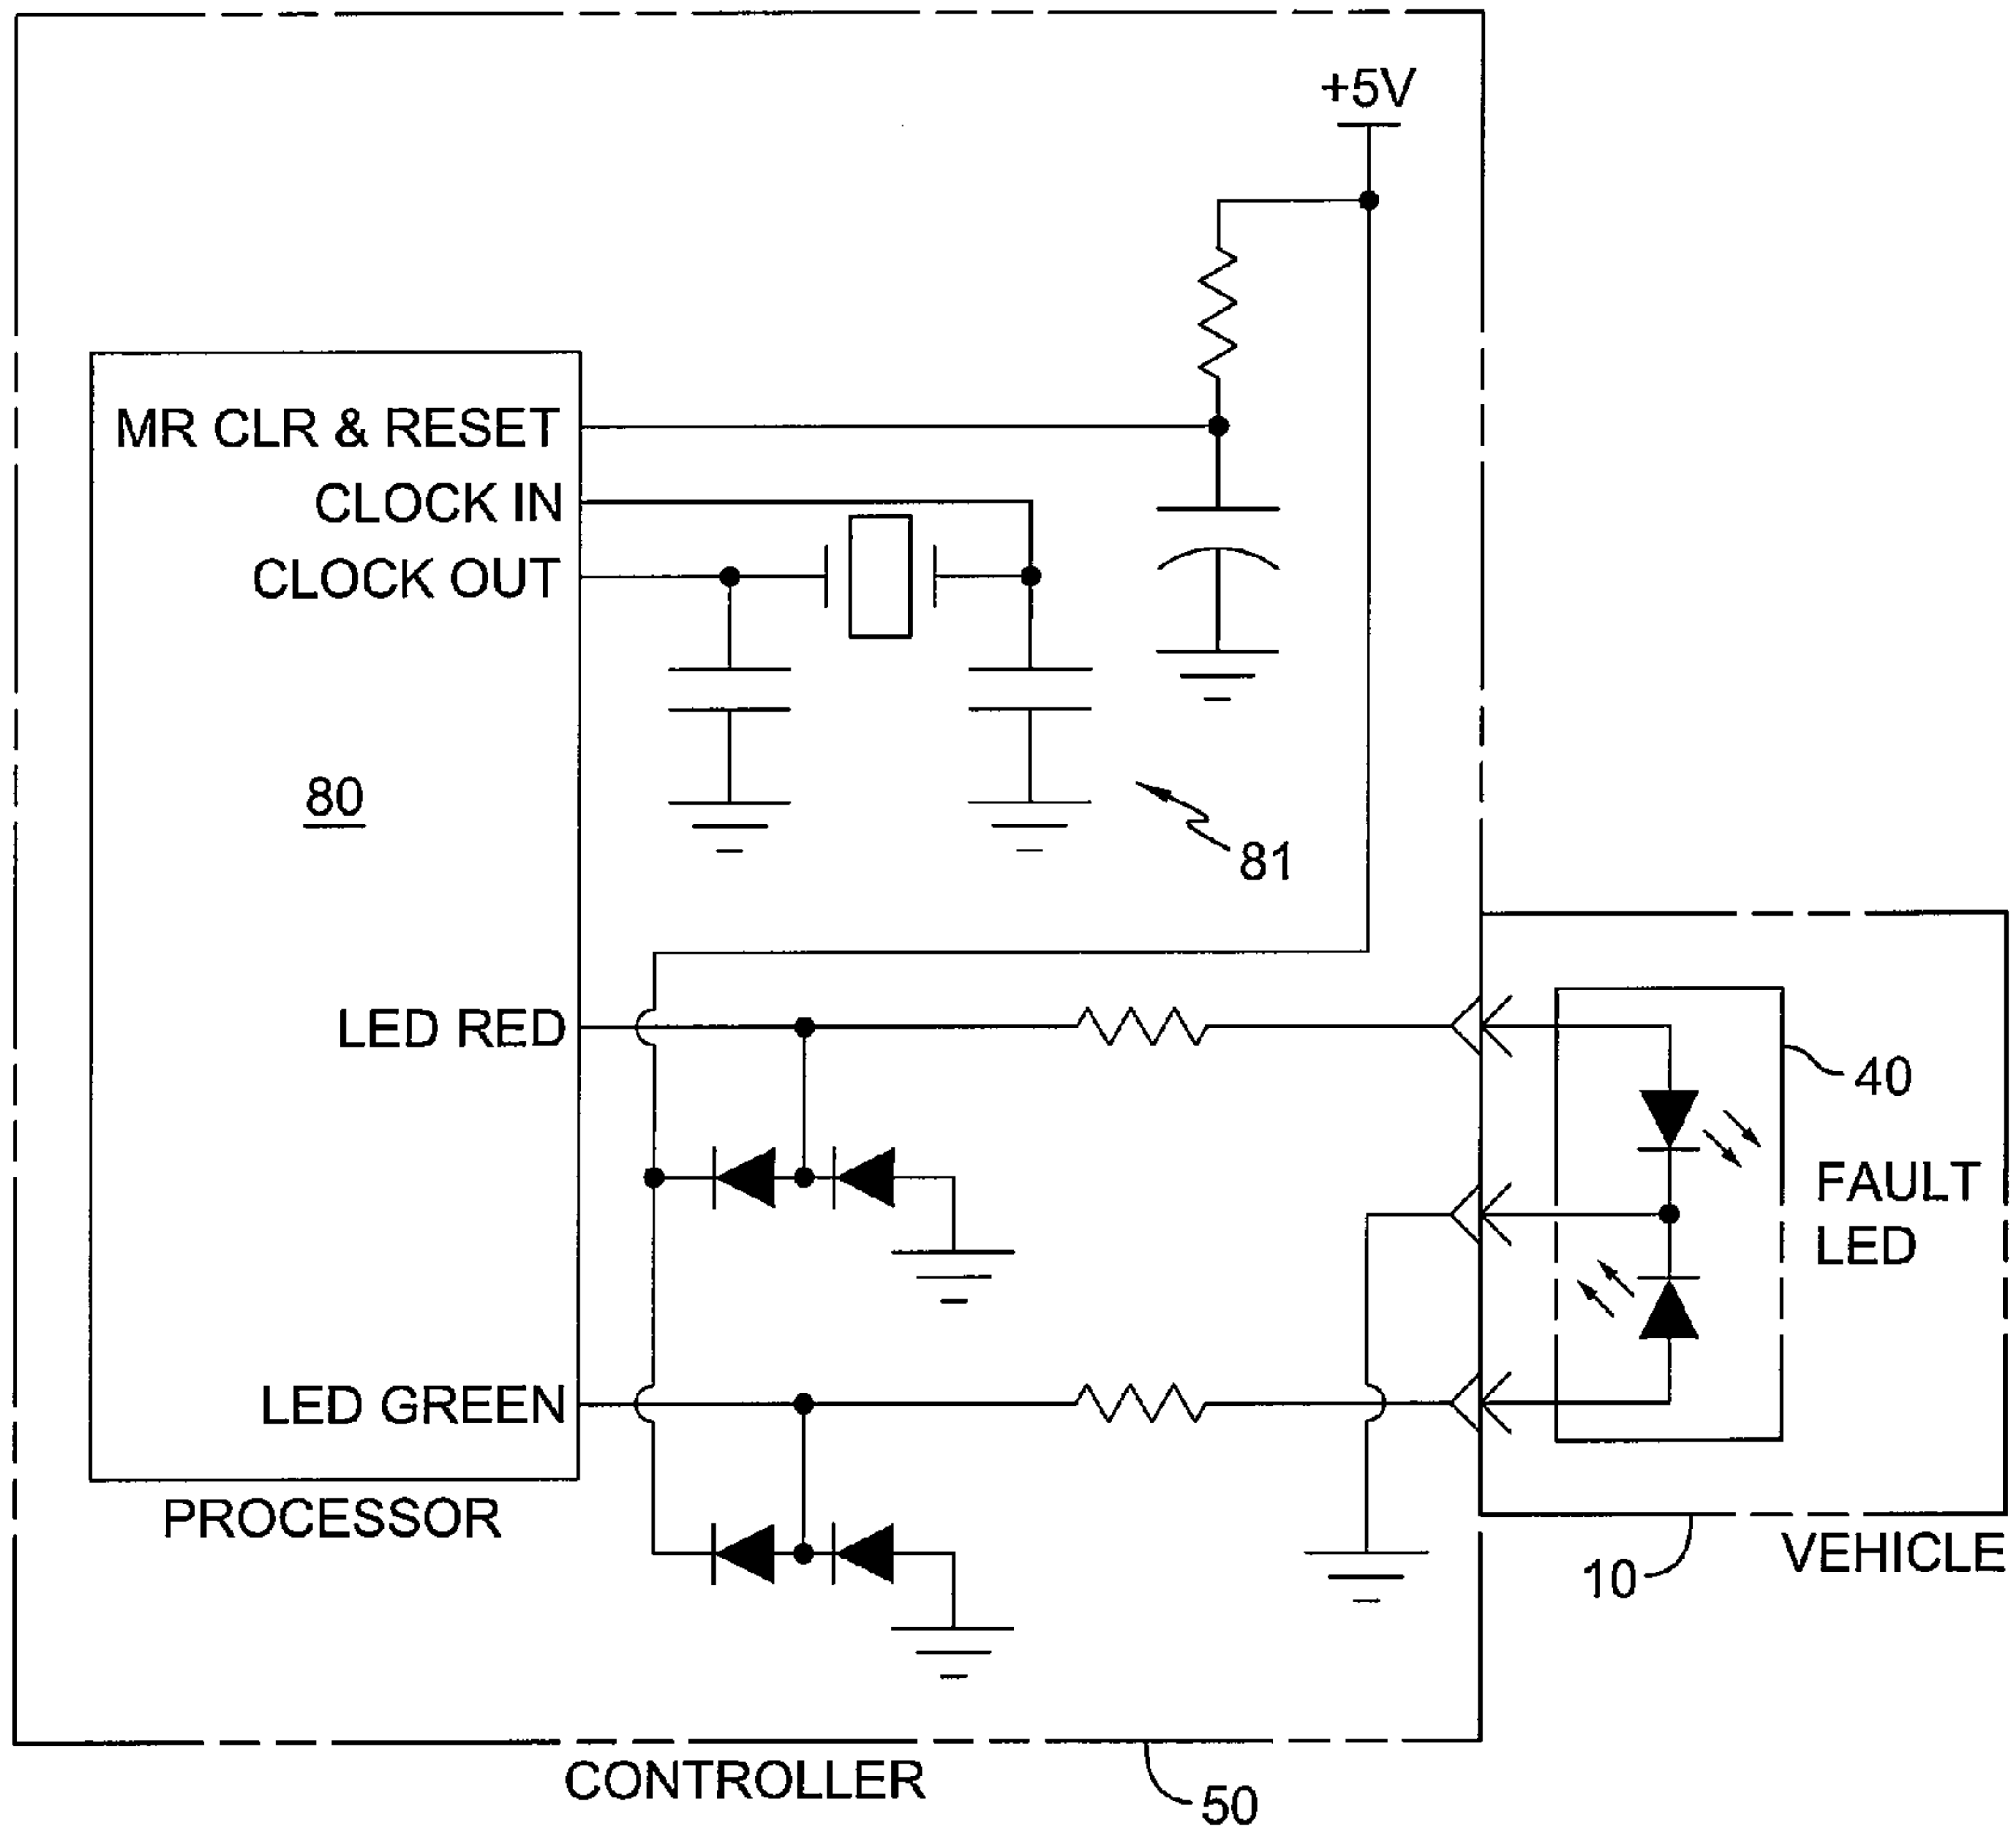 +5V
MR CLR & RESET
CLOCK IN
CLOCK OUT
80
81
LED RED
40
FAULT
LED
LED GREEN
PROCESSOR
10
VEHICLE
CONTROLLER
50